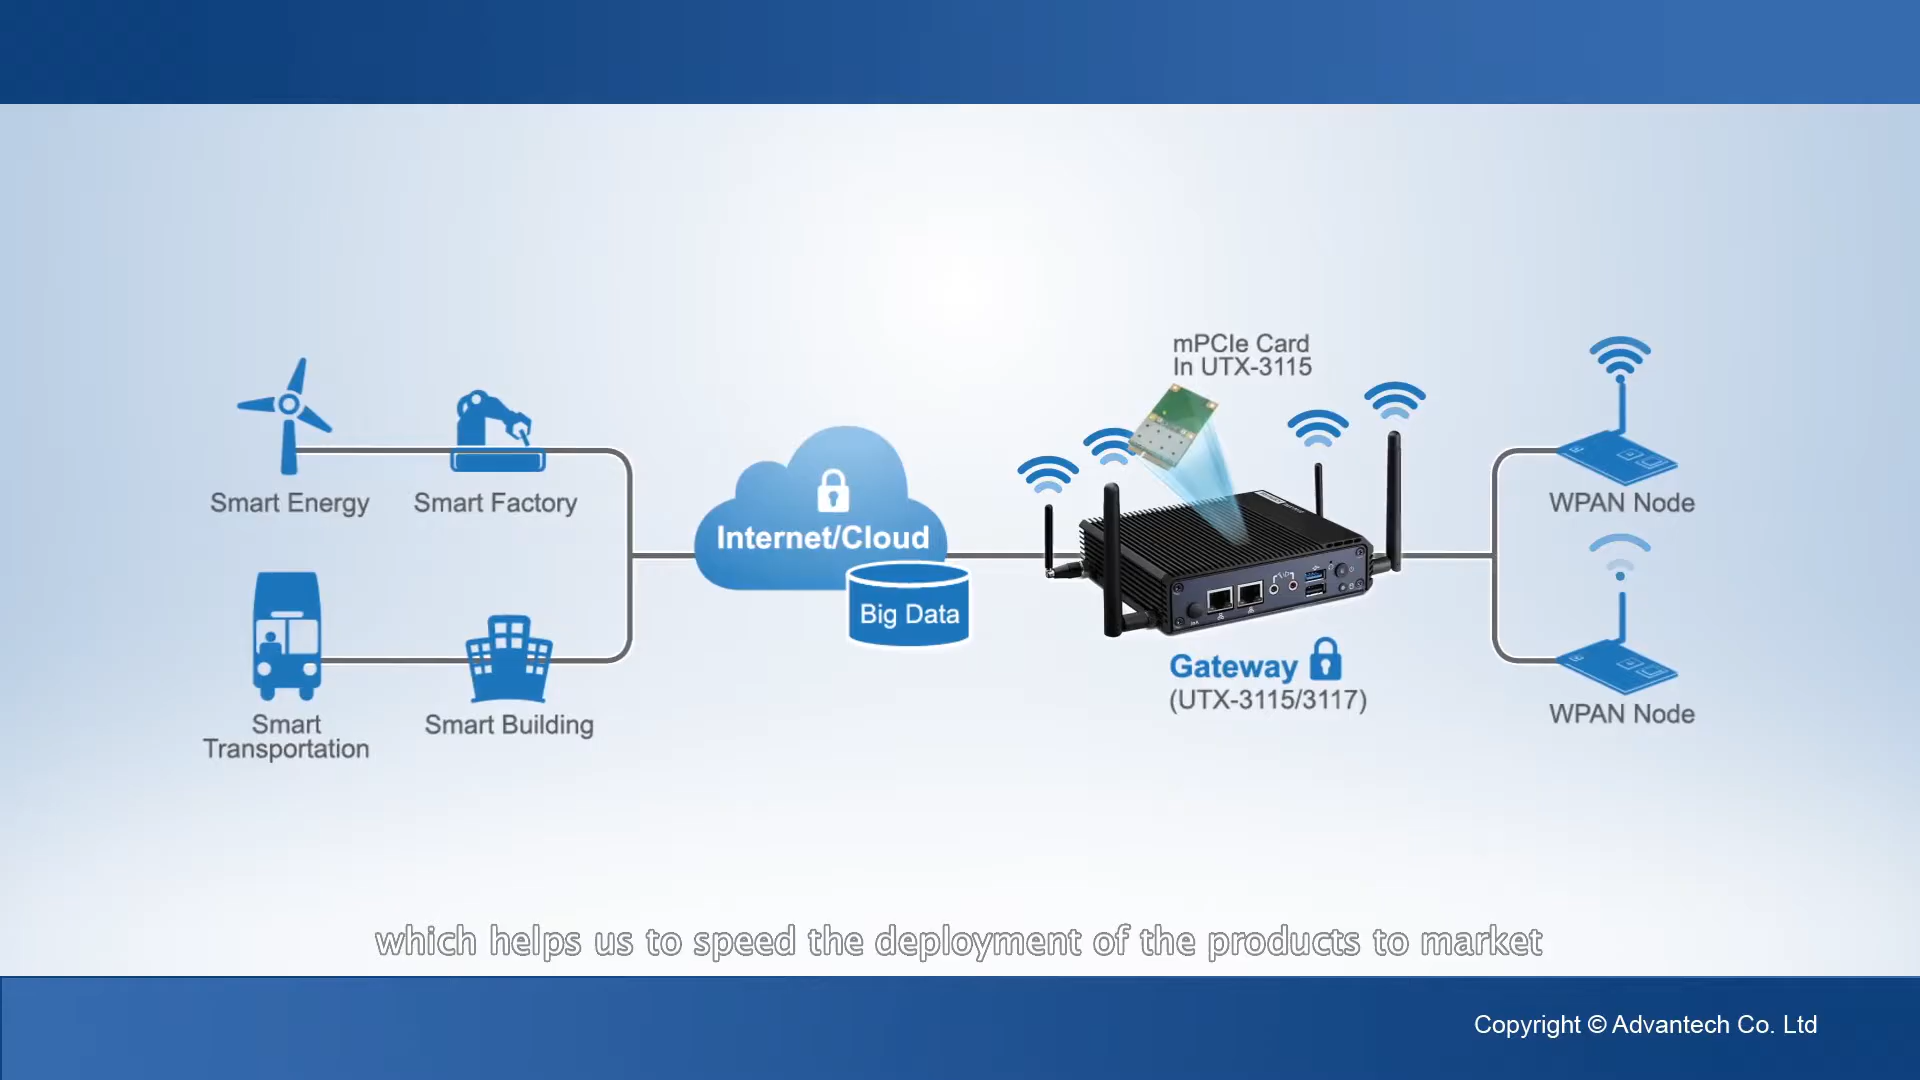 mPCIe Card
In UTX-3115
Smart Energy
Smart Factory
WPAN Node
Internet/Cloud
Big Data
Gateway
(UTX-3115/3117)
Smart
Transportation
Smart Building
WPAN Node
which helps us to speed the deployment of the products to market
Copyright © Advantech Co. Ltd